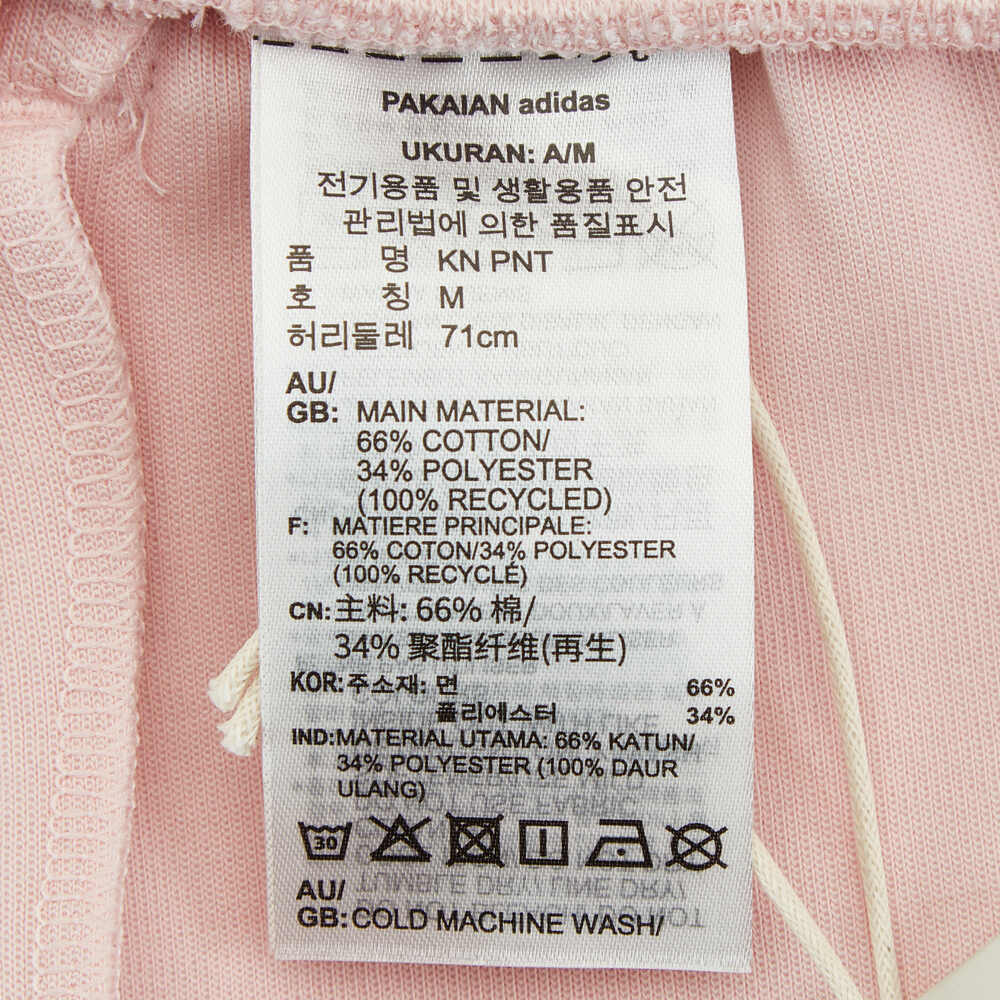 PAKAIAN adidas
UKURAN: A/M
전기용품 및 생활용품 안전
관리법에 의한 품질표시
품 명 KN PNT
호 칭 M
허리둘레 71cm
AU/
GB: MAIN MATERIAL:
66% COTTON/
34% POLYESTER
(100% RECYCLED)
F: MATIERE PRINCIPALE:
66% COTON/34% POLYESTER
(100% RECYCLÉ)
CN: 主料: 66% 棉/
34% 聚酯纤维(再生)
KOR: 주소재: 면 66%
폴리에스터 34%
IND: MATERIAL UTAMA: 66% KATUN/
34% POLYESTER (100% DAUR
ULANG)
30
AU/
GB: COLD MACHINE WASH/